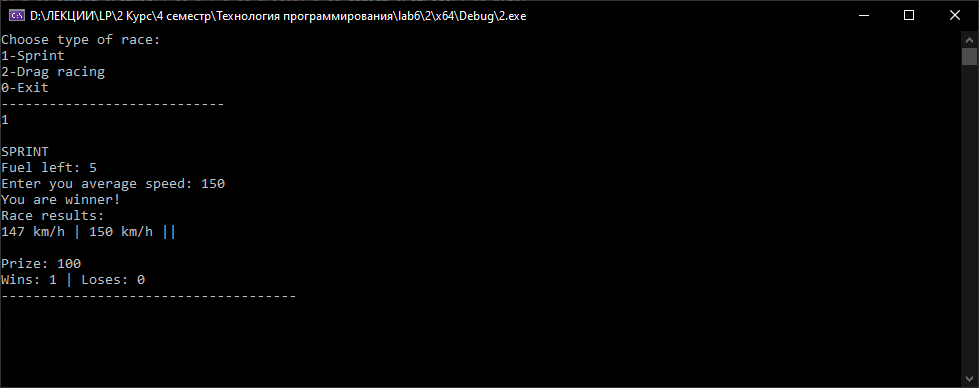 D:\ЛЕКЦИИ\LP\2 Курс\4 семестр\Технология программирования\lab6\2\x64\Debug\2.exe
Choose type of race:
1-Sprint
2-Drag racing
0-Exit
----------------------------
1
SPRINT
Fuel left: 5
Enter you average speed: 150
You are winner!
Race results:
147 km/h | 150 km/h ||
Prize: 100
Wins: 1 | Loses: 0
-------------------------------------